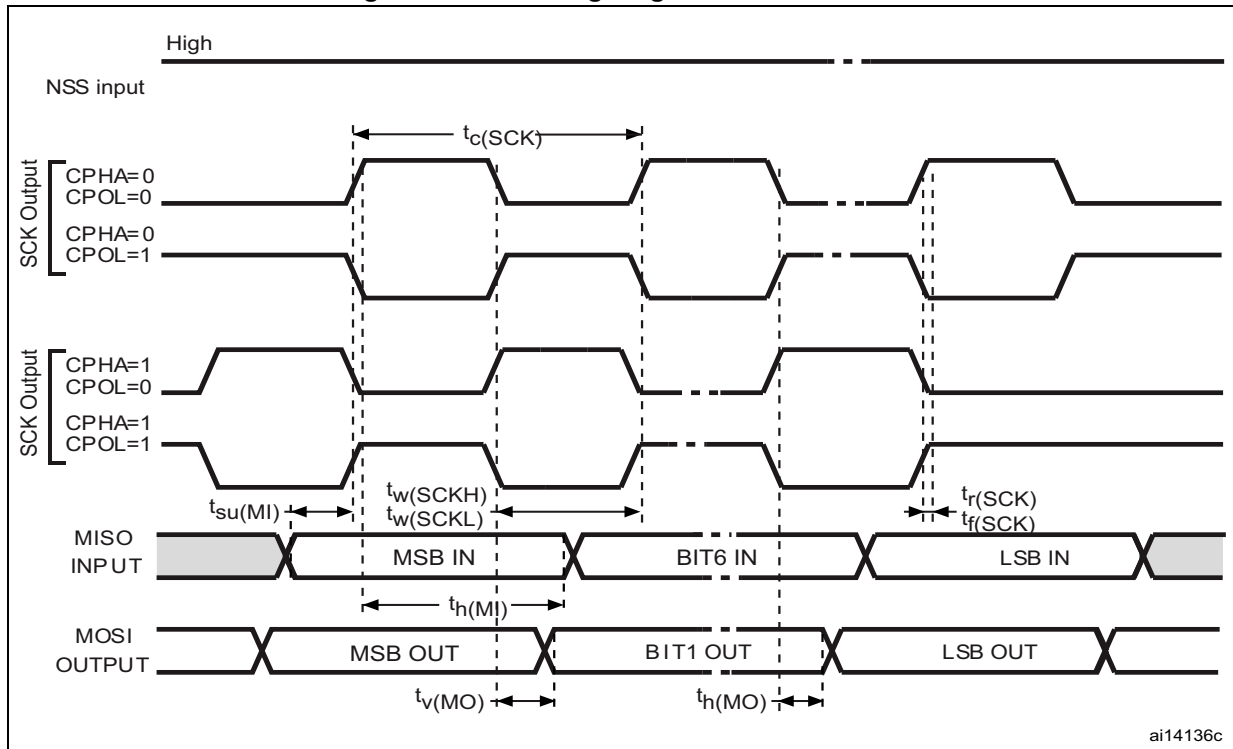 High
NSS input
tc(SCK)
SCK Output
CPHA=0
CPOL=0
CPHA=0
CPOL=1
SCK Output
CPHA=1
CPOL=0
CPHA=1
CPOL=1
tsu(MI)
tw(SCKH)
tw(SCKL)
tr(SCK)
tf(SCK)
MISO
INPUT
MSB IN
BIT6 IN
LSB IN
th(MI)
MOSI
OUTPUT
MSB OUT
BIT1 OUT
LSB OUT
tv(MO)
th(MO)
ai14136c